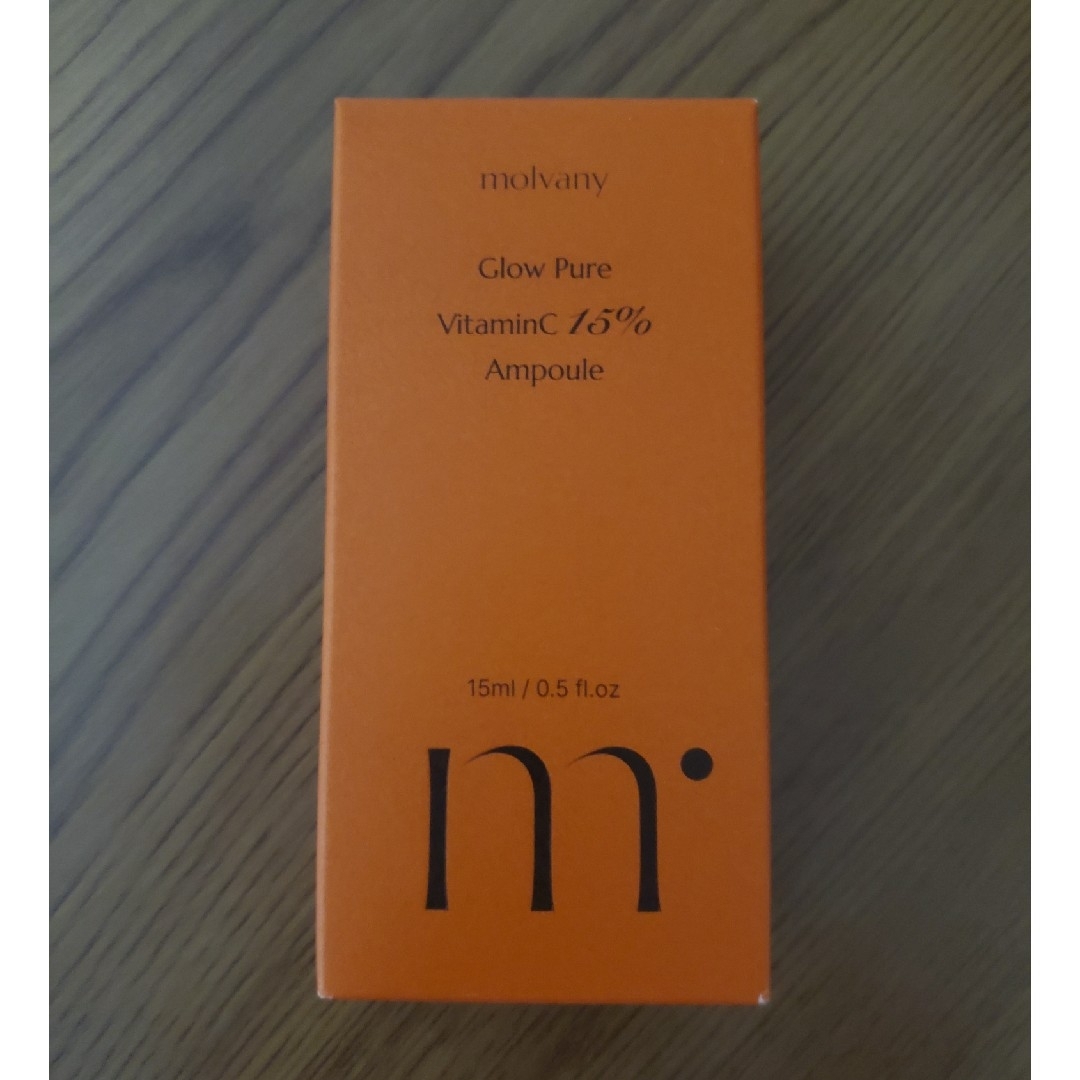 molvany
Glow Pure
VitaminC 15%
Ampoule
15ml / 0.5 fl.oz
m